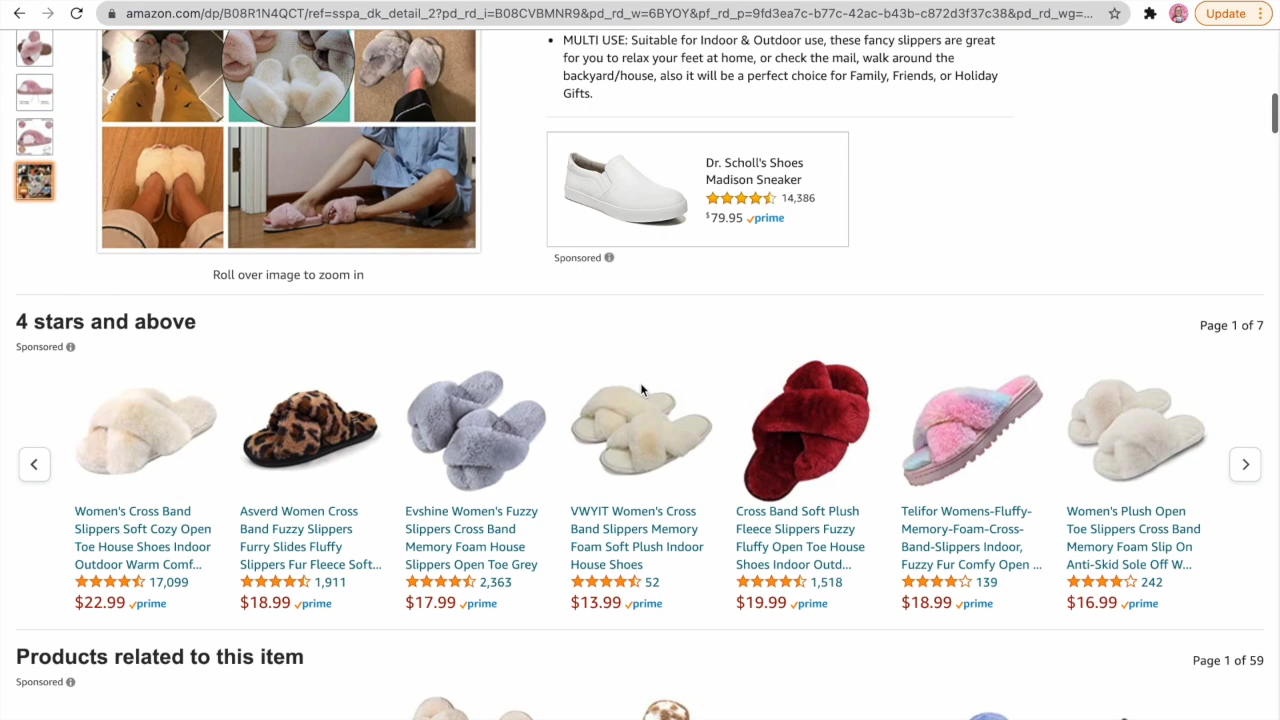 amazon.com/dp/B08R1N4QCT/ref=sspa_dk_detail_2?pd_rd_i=B08CVBMNR9&pd_rd_w=6BYOY&pf_rd_p=9fd3ea7c-b77c-42ac-b43b-c872d3f37c38&pd_rd_wg=...
Update
• MULTI USE: Suitable for Indoor & Outdoor use, these fancy slippers are great
for you to relax your feet at home, or check the mail, walk around the
backyard/house, also it will be a perfect choice for Family, Friends, or Holiday
Gifts.
Dr. Scholl's Shoes
Madison Sneaker
14,386
$79.95 prime
Sponsored
Roll over image to zoom in
4 stars and above
Page 1 of 7
Sponsored
Women's Cross Band
Slippers Soft Cozy Open
Toe House Shoes Indoor
Outdoor Warm Comf...
17,099
$22.99 prime
Asverd Women Cross
Band Fuzzy Slippers
Furry Slides Fluffy
Slippers Fur Fleece Soft...
1,911
$18.99 prime
Evshine Women's Fuzzy
Slippers Cross Band
Memory Foam House
Slippers Open Toe Grey
2,363
$17.99 prime
VWYIT Women's Cross
Band Slippers Memory
Foam Soft Plush Indoor
House Shoes
52
$13.99 prime
Cross Band Soft Plush
Fleece Slippers Fuzzy
Fluffy Open Toe House
Shoes Indoor Outd...
1,518
$19.99 prime
Telifor Womens-Fluffy-
Memory-Foam-Cross-
Band-Slippers Indoor,
Fuzzy Fur Comfy Open ...
139
$18.99 prime
Women's Plush Open
Toe Slippers Cross Band
Memory Foam Slip On
Anti-Skid Sole Off W...
242
$16.99 prime
Products related to this item
Page 1 of 59
Sponsored